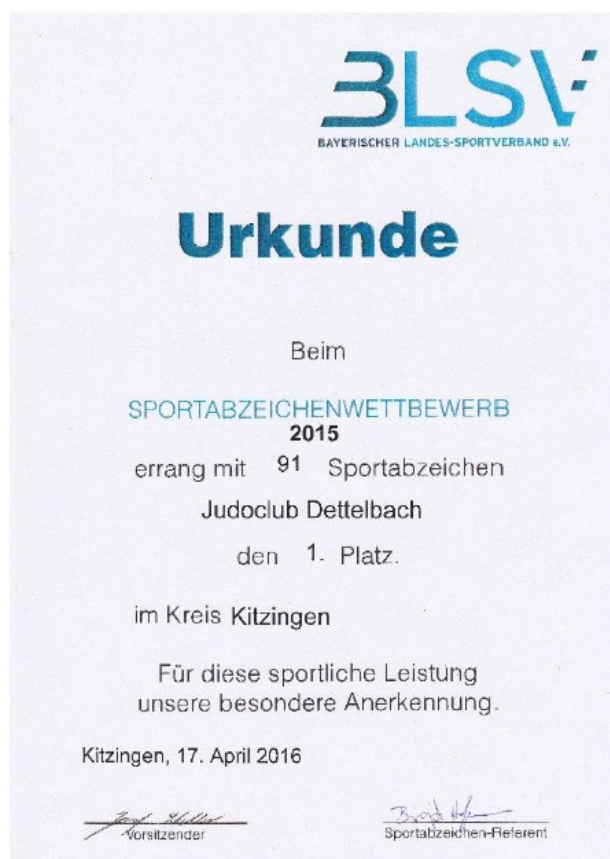 BLSV
BAYERISCHER LANDES-SPORTVERBAND e.V.
Urkunde
Beim
SPORTABZEICHENWETTBEWERB
2015
errang mit 91 Sportabzeichen
Judoclub Dettelbach
den 1. Platz.
im Kreis Kitzingen
Für diese sportliche Leistung
unsere besondere Anerkennung.
Kitzingen, 17. April 2016
Vorsitzender
Sportabzeichen-Referent